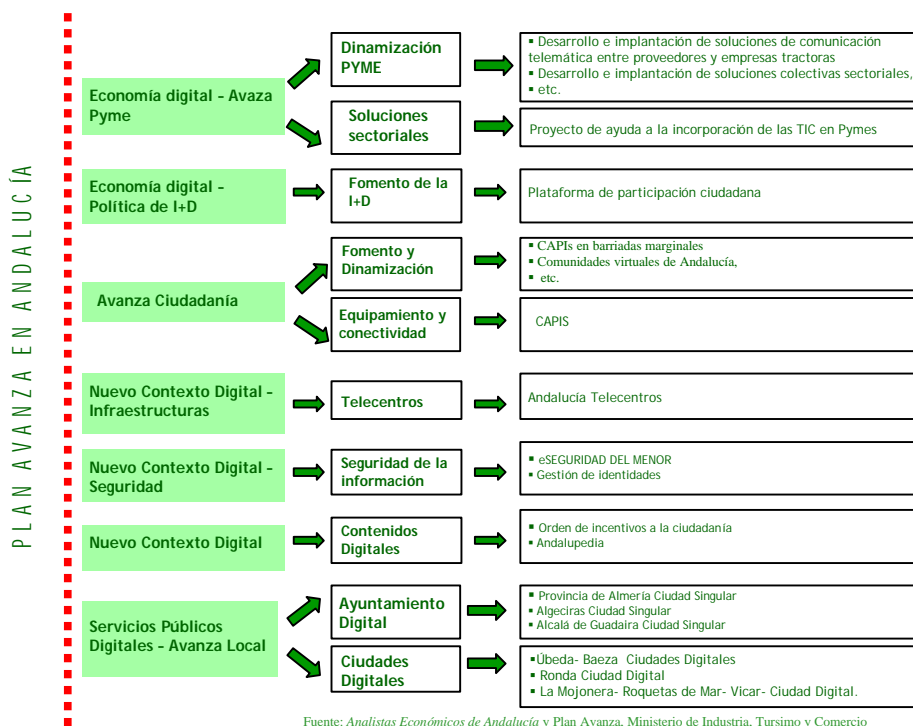 PLAN AVANZA EN ANDALUCÍA
Economía digital – Avaza
Pyme
Dinamización
PYME
▪ Desarrollo e implantación de soluciones de comunicación
telemática entre proveedores y empresas tractoras
▪ Desarrollo e implantación de soluciones colectivas sectoriales,
▪ etc.
Soluciones
sectoriales
Proyecto de ayuda a la incorporación de las TIC en Pymes
Economía digital –
Política de I+D
Fomento de la
I+D
Plataforma de participación ciudadana
Avanza Ciudadanía
Fomento y
Dinamización
▪ CAPIs en barriadas marginales
▪ Comunidades virtuales de Andalucía,
▪ etc.
Equipamiento y
conectividad
CAPIS
Nuevo Contexto Digital –
Infraestructuras
Telecentros
Andalucía Telecentros
Nuevo Contexto Digital –
Seguridad
Seguridad de la
información
▪ eSEGURIDAD DEL MENOR
▪ Gestión de identidades
Nuevo Contexto Digital
Contenidos
Digitales
▪ Orden de incentivos a la ciudadanía
▪ Andalupedia
Servicios Públicos
Digitales – Avanza Local
Ayuntamiento
Digital
▪ Provincia de Almería Ciudad Singular
▪ Algeciras Ciudad Singular
▪ Alcalá de Guadaira Ciudad Singular
Ciudades
Digitales
▪Úbeda- Baeza Ciudades Digitales
▪ Ronda Ciudad Digital
▪ La Mojonera- Roquetas de Mar- Vicar- Ciudad Digital.
Fuente: Analistas Económicos de Andalucía y Plan Avanza. Ministerio de Industria, Tursimo y Comercio